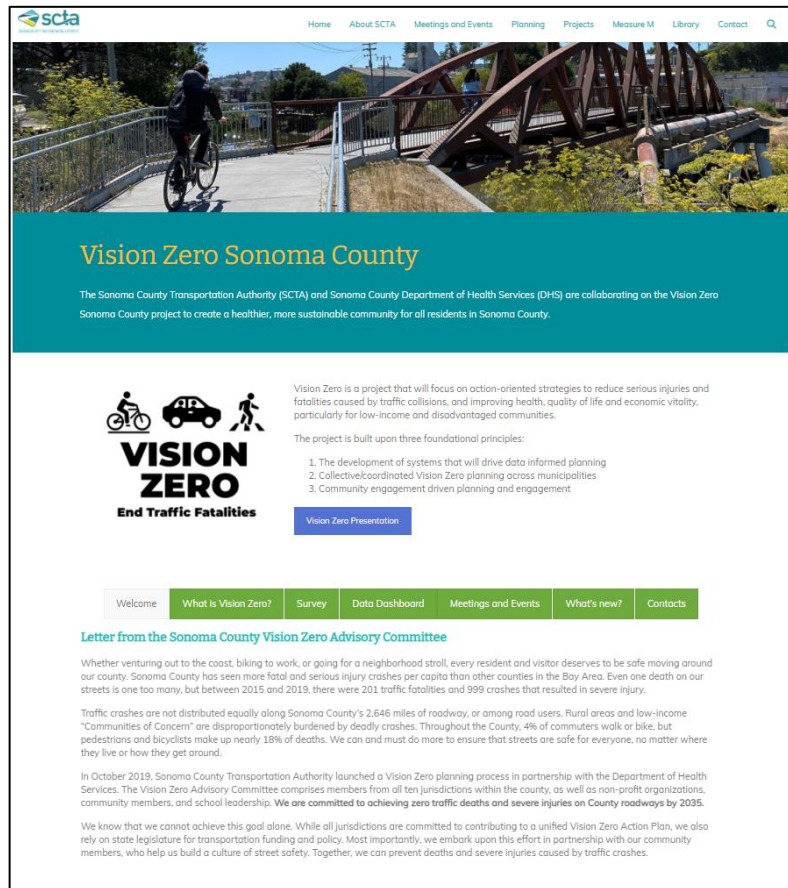 scta
Home About SCTA Meetings and Events Planning Projects Measure M Library Contact
Vision Zero Sonoma County
The Sonoma County Transportation Authority (SCTA) and Sonoma County Department of Health Services (DHS) are collaborating on the Vision Zero
Sonoma County project to create a healthier, more sustainable community for all residents in Sonoma County.
VISION
ZERO
End Traffic Fatalities
Vision Zero is a project that will focus on action-oriented strategies to reduce serious injuries and
fatalities caused by traffic collisions, and improving health, quality of life and economic vitality,
particularly for low-income and disadvantaged communities.
The project is built upon three foundational principles:
1. The development of systems that will drive data informed planning
2. Collective/coordinated Vision Zero planning across municipalities
3. Community engagement driven planning and engagement
Vision Zero Presentation
Welcome What is Vision Zero? Survey Data Dashboard Meetings and Events What's new? Contacts
Letter from the Sonoma County Vision Zero Advisory Committee
Whether venturing out to the coast, biking to work, or going for a neighborhood stroll, every resident and visitor deserves to be safe moving around
our county. Sonoma County has seen more fatal and serious injury crashes per capita than other counties in the Bay Area. Even one death on our
streets is one too many, but between 2015 and 2019, there were 201 traffic fatalities and 999 crashes that resulted in severe injury.
Traffic crashes are not distributed equally along Sonoma County's 2,646 miles of roadway, or among road users. Rural areas and low-income
"Communities of Concern" are disproportionately burdened by deadly crashes. Throughout the County, 4% of commuters walk or bike, but
pedestrians and bicyclists make up nearly 18% of deaths. We can and must do more to ensure that streets are safe for everyone, no matter where
they live or how they get around.
In October 2019, Sonoma County Transportation Authority launched a Vision Zero planning process in partnership with the Department of Health
Services. The Vision Zero Advisory Committee comprises members from all ten jurisdictions within the county, as well as non-profit organizations,
community members, and school leadership. We are committed to achieving zero traffic deaths and severe injuries on County roadways by 2035.
We know that we cannot achieve this goal alone. While all jurisdictions are committed to contributing to a unified Vision Zero Action Plan, we also
rely on state legislature for transportation funding and policy. Most importantly, we embark upon this effort in partnership with our community
members, who help us build a culture of street safety. Together, we can prevent deaths and severe injuries caused by traffic crashes.